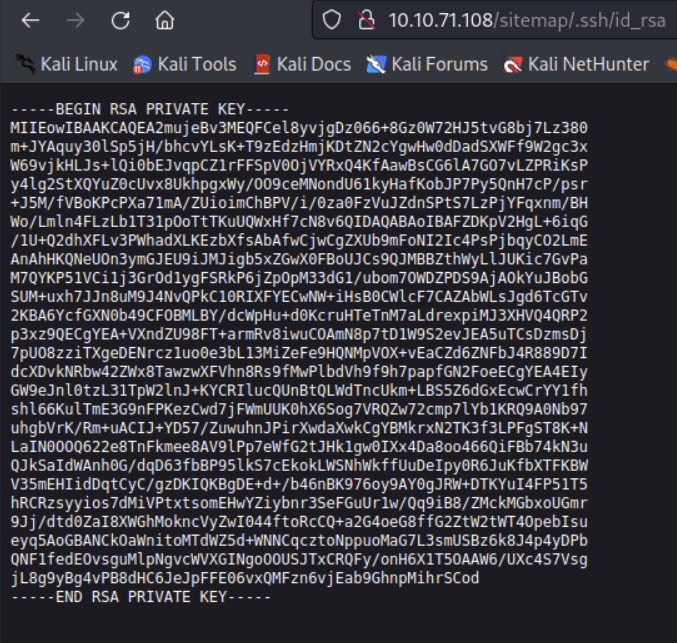 10.10.71.108/sitemap/.ssh/id_rsa
Kali Linux Kali Tools Kali Docs Kali Forums Kali NetHunter
-----BEGIN RSA PRIVATE KEY-----
MIIEowIBAAKCAQEA2mujeBv3MEQFCel8yvjgDz066+8Gz0W72HJ5tvG8bj7Lz380
m+JYAquy30lSp5jH/bhcvYLsK+T9zEdzHmjKDtZN2cYgwHw0dDadSXWFf9W2gc3x
W69vjkHLJs+lQi0bEJvqpCZ1rFFSpV0OjVYRxQ4KfAawBsCG6lA7GO7vLZPRiKsP
y4lg2StXQYuZ0cUvx8UkhpgxWy/OO9ceMNondU61kyHafKobJP7Py5QnH7cP/psr
+J5M/fVBoKPcPXa71mA/ZUioimChBPV/i/0za0FzVuJZdnSPtS7LzPjYFqxnm/BH
Wo/Lmln4FLzLb1T31pOoTtTKuUQWxHf7cN8v6QIDAQABAoIBAFZDKpV2HgL+6iqG
/1U+Q2dhXFLv3PWhadXLKEzbXfsAbAfwCjwCgZXUb9mFoNI2Ic4PsPjbqyCO2LmE
AnAhHKQNeUOn3ymGJEU9iJMJigb5xZGwX0FBoUJCs9QJMBBZthWyLlJUKic7GvPa
M7QYKP51VCi1j3GrOd1ygFSRkP6jZpOpM33dG1/ubom7OWDZPDS9AjAOkYuJBobG
SUM+uxh7JJn8uM9J4NvQPkC10RIXFYECwNW+iHsB0CWlcF7CAZAbWLsJgd6TcGTv
2KBA6YcfGXN0b49CFOBMLBY/dcWpHu+d0KcruHTeTnM7aLdrexpiMJ3XHVQ4QRP2
p3xz9QECgYEA+VXndZU98FT+armRv8iwuCOAmN8p7tD1W9S2evJEA5uTCsDzmsDj
7pUO8zziTXgeDENrcz1uo0e3bL13MiZeFe9HQNMpVOX+vEaCZd6ZNFbJ4R889D7I
dcXDvkNRbw42ZWx8TawzwXFVhn8Rs9fMwPlbdVh9f9h7papfGN2FoeECgYEA4EIy
GW9eJnl0tzL31TpW2lnJ+KYCRIlucQUnBtQLWdTncUkm+LBS5Z6dGxEcwCrYY1fh
shl66KulTmE3G9nFPKezCwd7jFWmUUK0hX6Sog7VRQZw72cmp7lYb1KRQ9A0Nb97
uhgbVrK/Rm+uACIJ+YD57/ZuwuhnJPirXwdaXwkCgYBMkrxN2TK3f3LPFgST8K+N
LaIN0OOQ622e8TnFkmee8AV9lPp7eWfG2tJHk1gw0IXx4Da8oo466QiFBb74kN3u
QJkSaIdWAnh0G/dqD63fbBP95lkS7cEkokLWSNhWkffUuDeIpy0R6JuKfbXTFKBW
V35mEHIidDqtCyC/gzDKIQKBgDE+d+/b46nBK976oy9AY0gJRW+DTKYuI4FP51T5
hRCRzsyyios7dMiVPtxtsomEHwYZiybnr3SeFGuUr1w/Qq9iB8/ZMckMGbxoUGmr
9Jj/dtd0ZaI8XWGhMokncVyZwI044ftoRcCQ+a2G4oeG8ffG2ZtW2tWT4OpebIsu
eyq5AoGBANCkOaWnitoMTdWZ5d+WNNCqcztoNppuoMaG7L3smUSBz6k8J4p4yDPb
QNF1fedEOvsguMlpNgvcWVXGINgoOOUSJTxCRQFy/onH6X1T5OAAW6/UXc4S7Vsg
jL8g9yBg4vPB8dHC6JeJpFFE06vxQMFzn6vjEab9GhnpMihrSCod
-----END RSA PRIVATE KEY-----